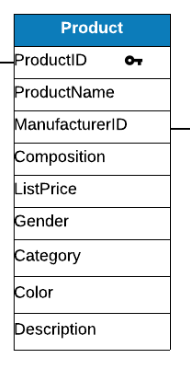 Product
ProductID
ProductName
ManufacturerID
Composition
ListPrice
Gender
Category
Color
Description